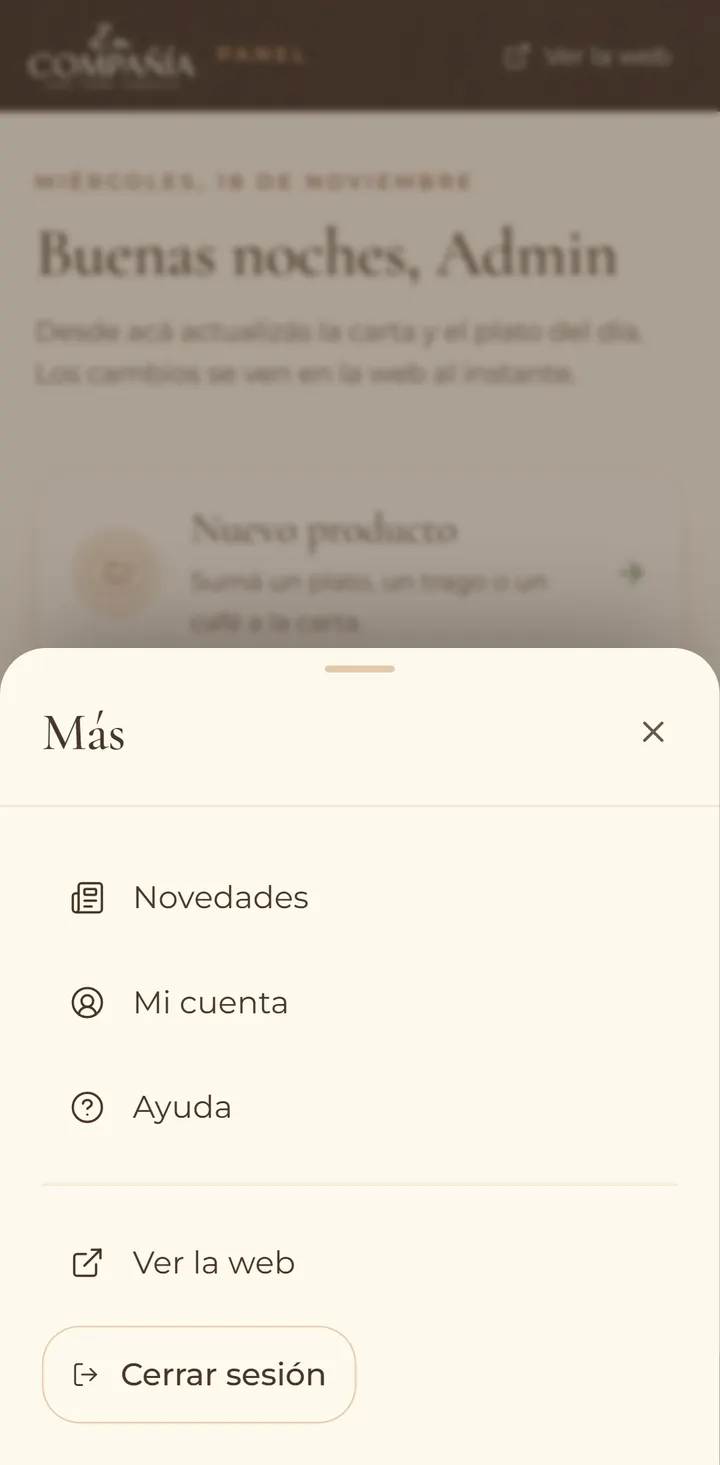 En
COMPAÑÍA
PANEL
Ver la web
MIÉRCOLES, 18 DE NOVIEMBRE
Buenas noches, Admin
Desde acá actualizás la carta y el plato del día.
Los cambios se ven en la web al instante.
Nuevo producto
Sumá un plato, un trago o un
café a la carta.
Más
Novedades
Mi cuenta
Ayuda
Ver la web
Cerrar sesión